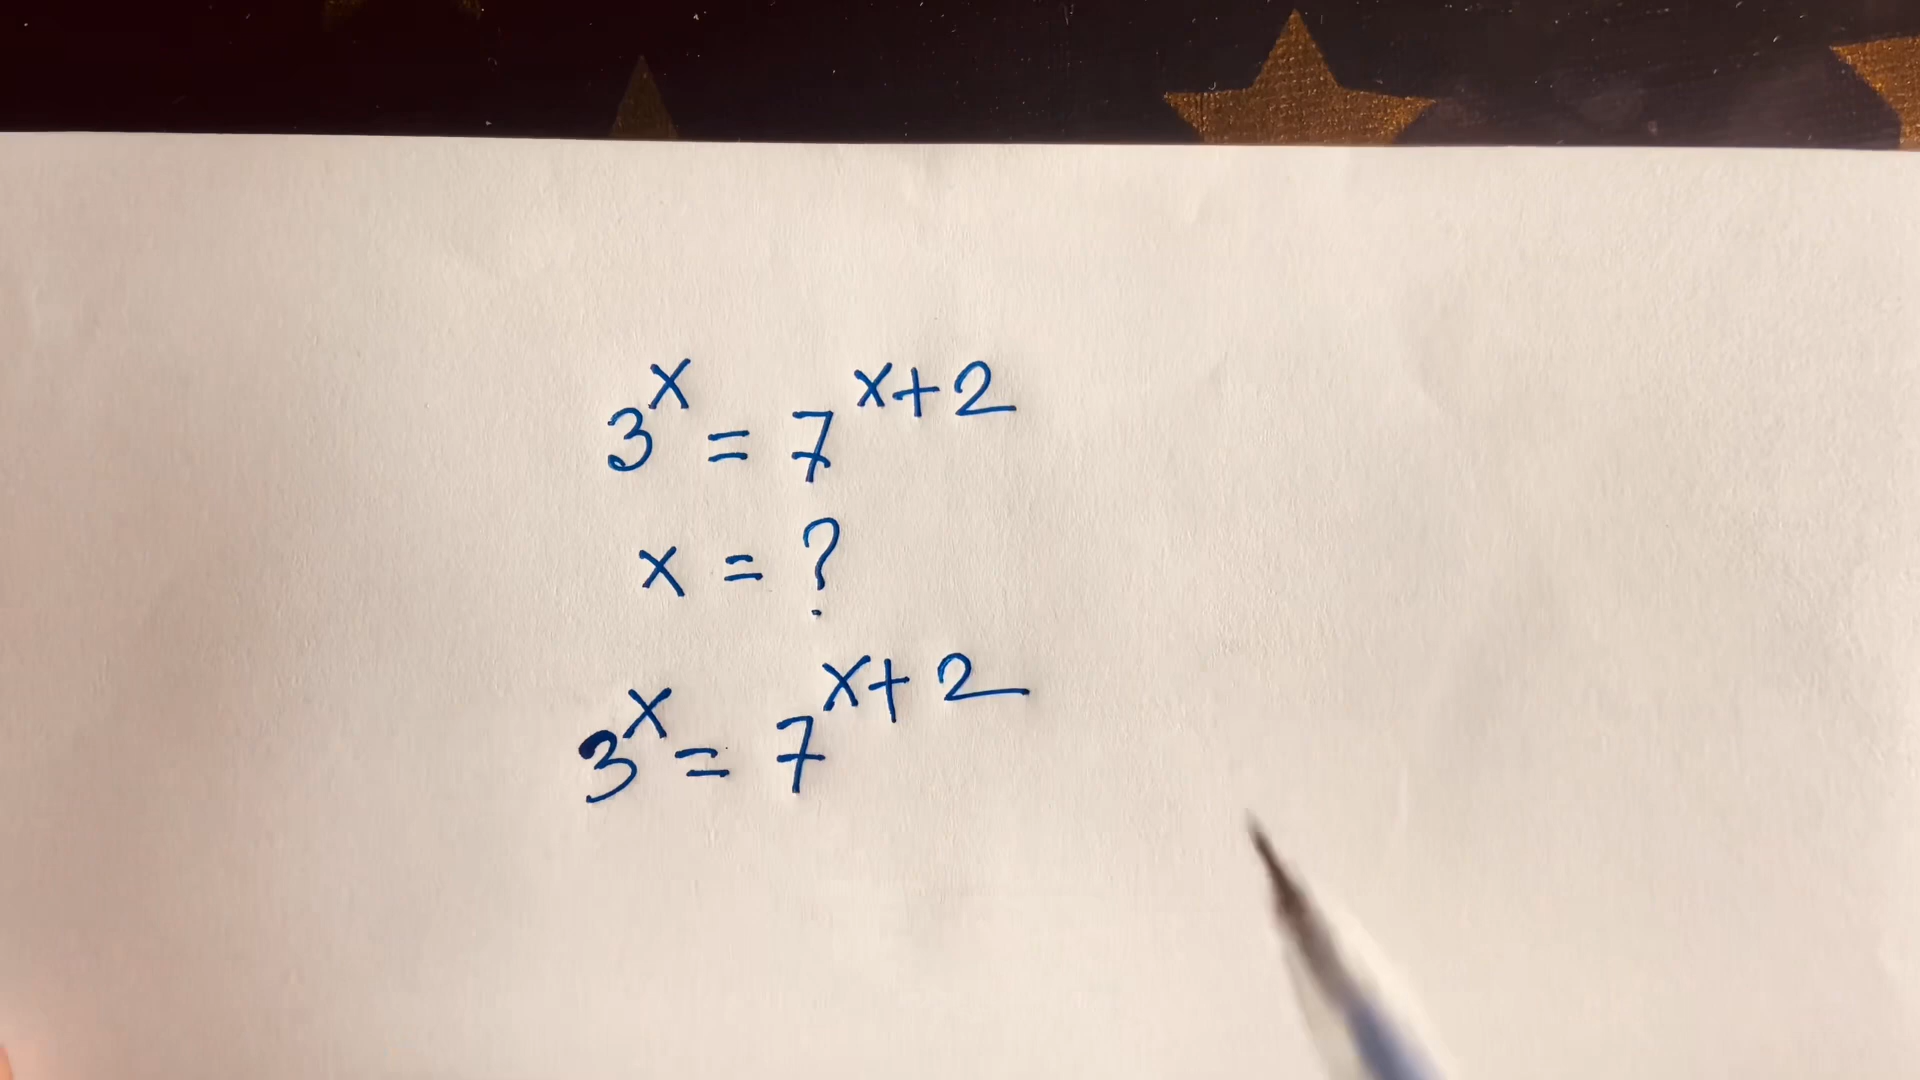 3^x = 7^{x+2}
x = ?
3^x = 7^{x+2}